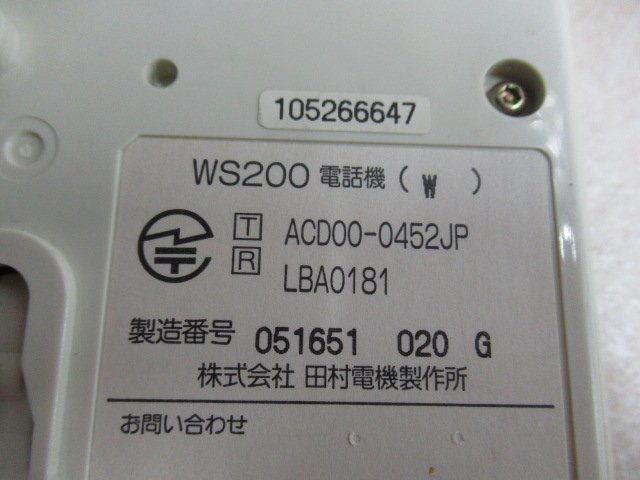 105266647
WS200 電話機 ( W )
T ACD00-0452JP
R LBA0181
製造番号 051651 020 G
株式会社 田村電機製作所
お問い合わせ